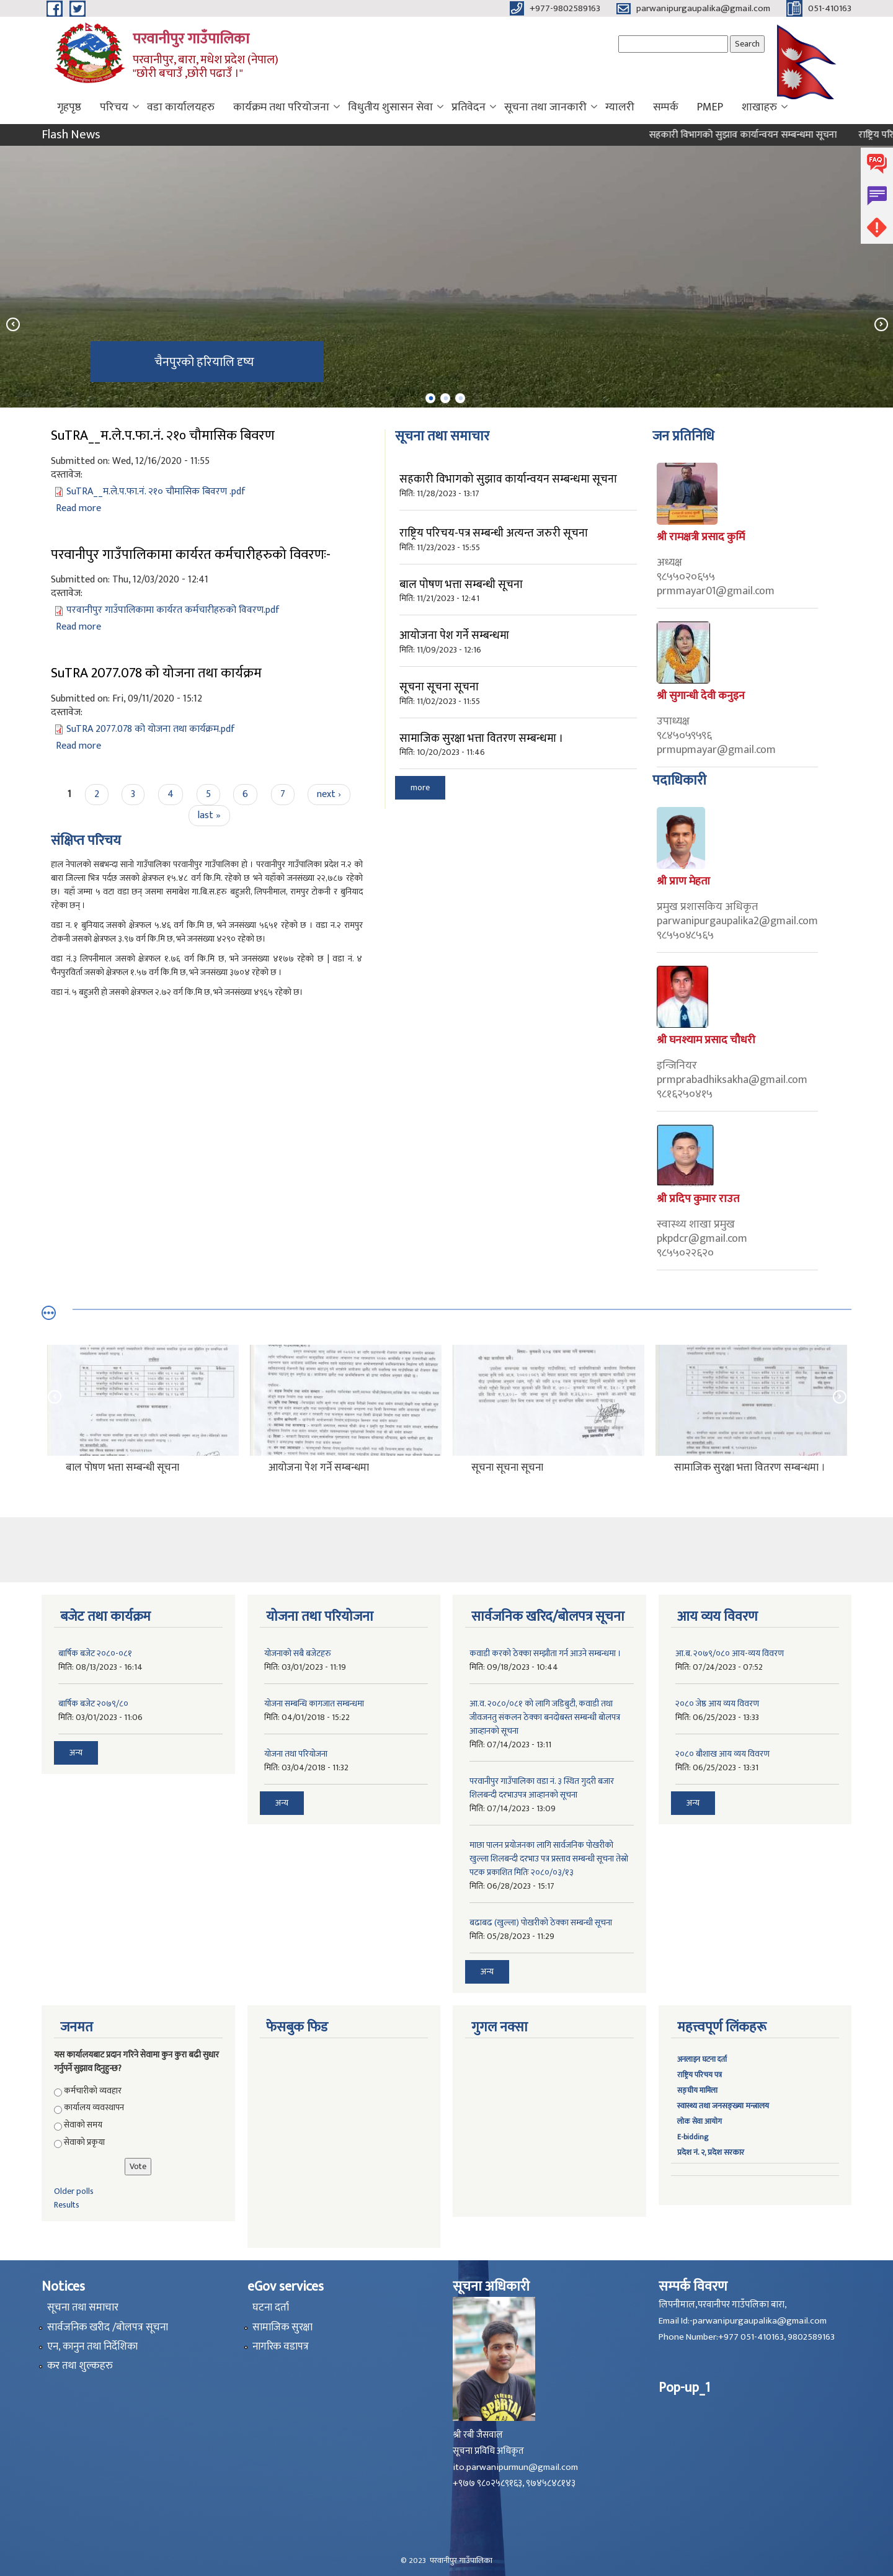 +977-9802589163 parwanipurgaupalika@gmail.com 051-410163
परवानीपुर गाउँपालिका
परवानीपुर, बारा, मधेश प्रदेश (नेपाल)
"छोरी बचाउँ ,छोरी पढाउँ ।"
Search
गृहपृष्ठ परिचय वडा कार्यालयहरु कार्यक्रम तथा परियोजना विधुतीय शुसासन सेवा प्रतिवेदन सूचना तथा जानकारी ग्यालरी सम्पर्क PMEP शाखाहरु
Flash News
सहकारी विभागको सुझाव कार्यान्वयन सम्बन्धमा सूचना
FAQ
चैनपुरको हरियालि दृष्य
SuTRA__म.ले.प.फा.नं. २१० चौमासिक बिवरण
Submitted on: Wed, 12/16/2020 - 11:55
दस्तावेज:
SuTRA__म.ले.प.फा.नं. २१० चौमासिक बिवरण .pdf
Read more
परवानीपुर गाउँपालिकामा कार्यरत कर्मचारीहरुको विवरणः-
Submitted on: Thu, 12/03/2020 - 12:41
दस्तावेज:
परवानीपुर गाउँपालिकामा कार्यरत कर्मचारीहरुको विवरण.pdf
Read more
SuTRA 2077.078 को योजना तथा कार्यक्रम
Submitted on: Fri, 09/11/2020 - 15:12
दस्तावेज:
SuTRA 2077.078 को योजना तथा कार्यक्रम.pdf
Read more
1 2 3 4 5 6 7 next ›
last »
संक्षिप्त परिचय
हाल नेपालको सबभन्दा सानो गाउँपालिका परवानीपुर गाउँपालिका हो । परवानीपुर गाउँपालिका प्रदेश न.२ को
बारा जिल्ला भित्र पर्दछ जसको क्षेत्रफल १५.४८ वर्ग कि.मि. रहेको छ भने यहाँको जनसंख्या २२,७८७ रहेको
छ। यहाँ जम्मा ५ वटा वडा छन् जसमा समाबेश गा.बि.स.हरुः बहुअरी, लिपनीमाल, रामपुर टोकनी र बुनियाद
रहेका छन् ।
वडा न. १ बुनियाद जसको क्षेत्रफल ५.४६ वर्ग कि.मि छ, भने जनसंख्या ५६५१ रहेको छ । वडा न.२ रामपुर
टोकनी जसको क्षेत्रफल ३.९७ वर्ग कि.मि छ, भने जनसंख्या ४२९० रहेको छ।
वडा नं.३ लिपनीमाल जसको क्षेत्रफल १.७६ वर्ग कि.मि छ, भने जनसंख्या ४१७७ रहेको छ | वडा नं. ४
चैनपुरविर्ता जसको क्षेत्रफल १.५७ वर्ग कि.मि छ, भने जनसंख्या ३७०४ रहेको छ ।
वडा न. ५ बहुअरी हो जसको क्षेत्रफल २.७२ वर्ग कि.मि छ, भने जनसंख्या ४९६५ रहेको छ।
सूचना तथा समाचार
सहकारी विभागको सुझाव कार्यान्वयन सम्बन्धमा सूचना
मिति: 11/28/2023 - 13:17
राष्ट्रिय परिचय-पत्र सम्बन्धी अत्यन्त जरुरी सूचना
मिति: 11/23/2023 - 15:55
बाल पोषण भत्ता सम्बन्धी सूचना
मिति: 11/21/2023 - 12:41
आयोजना पेश गर्ने सम्बन्धमा
मिति: 11/09/2023 - 12:16
सूचना सूचना सूचना
मिति: 11/02/2023 - 11:55
सामाजिक सुरक्षा भत्ता वितरण सम्बन्धमा ।
मिति: 10/20/2023 - 11:46
more
जन प्रतिनिधि
श्री रामक्षत्री प्रसाद कुर्मि
अध्यक्ष
९८५५०२०६५५
prmmayar01@gmail.com
श्री सुगान्धी देवी कनुइन
उपाध्यक्ष
९८४५०५९५९६
prmupmayar@gmail.com
पदाधिकारी
श्री प्राण मेहता
प्रमुख प्रशासकिय अधिकृत
parwanipurgaupalika2@gmail.com
९८५५०४८५६५
श्री घनश्याम प्रसाद चौधरी
इन्जिनियर
prmprabadhiksakha@gmail.com
९८१६२५०४१५
श्री प्रदिप कुमार राउत
स्वास्थ्य शाखा प्रमुख
pkpdcr@gmail.com
९८५५०२२६२०
बाल पोषण भत्ता सम्बन्धी सूचना
आयोजना पेश गर्ने सम्बन्धमा
सूचना सूचना सूचना
सामाजिक सुरक्षा भत्ता वितरण सम्बन्धमा ।
बजेट तथा कार्यक्रम
बार्षिक बजेट २०८०-०८१
मिति: 08/13/2023 - 16:14
बार्षिक बजेट २०७९/८०
मिति: 03/01/2023 - 11:06
अन्य
योजना तथा परियोजना
योजनाको सबै बजेटहरु
मिति: 03/01/2023 - 11:19
योजना सम्बन्धि कागजात सम्बन्धमा
मिति: 04/01/2018 - 15:22
योजना तथा परियोजना
मिति: 03/04/2018 - 11:32
अन्य
सार्वजनिक खरिद/बोलपत्र सूचना
कवाडी करको ठेक्का सम्झौता गर्न आउने सम्बन्धमा ।
मिति: 09/18/2023 - 10:44
आ.व. २०८०/०८१ को लागि जडिबुटी, कवाडी तथा
जीवजन्तु संकलन ठेक्का बन्दोबस्त सम्बन्धी बोलपत्र
आव्हानको सूचना
मिति: 07/14/2023 - 13:11
परवानीपुर गाउँपालिका वडा नं. ३ स्थित गुदरी बजार
शिलबन्दी दरभाउपत्र आव्हानको सूचना
मिति: 07/14/2023 - 13:09
माछा पालन प्रयोजनका लागि सार्वजनिक पोखरीको
खुल्ला शिलबन्दी दरभाउ पत्र प्रस्ताव सम्बन्धी सूचना तेस्रो
पटक प्रकाशित मितिः २०८०/०३/१३
मिति: 06/28/2023 - 15:17
बढाबढ (खुल्ला) पोखरीको ठेक्का सम्बन्धी सूचना
मिति: 05/28/2023 - 11:29
अन्य
आय व्यय विवरण
आ.ब. २०७९/०८० आय-व्यय विवरण
मिति: 07/24/2023 - 07:52
२०८० जेष्ठ आय व्यय विवरण
मिति: 06/25/2023 - 13:33
२०८० बैशाख आय व्यय विवरण
मिति: 06/25/2023 - 13:31
अन्य
जनमत
यस कार्यालयबाट प्रदान गरिने सेवामा कुन कुरा बढी सुधार
गर्नुपर्ने सुझाव दिनुहुन्छ?
कर्मचारीको व्यवहार
कार्यालय व्यवस्थापन
सेवाको समय
सेवाको प्रकृया
Vote
Older polls
Results
फेसबुक फिड
गुगल नक्सा
महत्त्वपूर्ण लिंकहरू
अनलाइन घटना दर्ता
राष्ट्रिय परिचय पत्र
सङ्घीय मामिला
स्वास्थ्य तथा जनसङ्ख्या मन्त्रालय
लोक सेवा आयोग
E-bidding
प्रदेश नं. २, प्रदेश सरकार
Notices
सूचना तथा समाचार
सार्वजनिक खरीद /बोलपत्र सूचना
एन, कानुन तथा निर्देशिका
कर तथा शुल्कहरु
eGov services
घटना दर्ता
सामाजिक सुरक्षा
नागरिक वडापत्र
सूचना अधिकारी
श्री रबी जैसवाल
सूचना प्रविधि अधिकृत
ito.parwanipurmun@gmail.com
+९७७ ९८०२५८९१६३, ९७४५८४८१४३
सम्पर्क विवरण
लिपनीमाल,परवानीपर गाउँपलिका बारा,
Email Id:-parwanipurgaupalika@gmail.com
Phone Number:+977 051-410163, 9802589163
Pop-up_1
© 2023 परवानीपुर गाउँपालिका